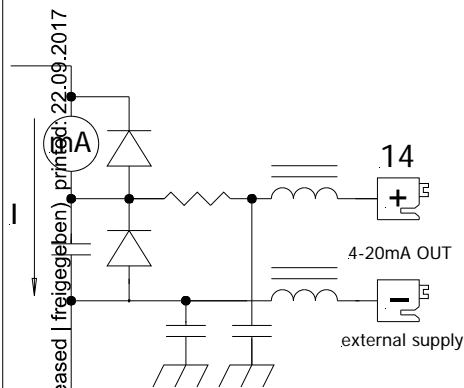 eased | freigegeben) printed: 22.09.2017
mA
I
14
+
4-20mA OUT
−
external supply